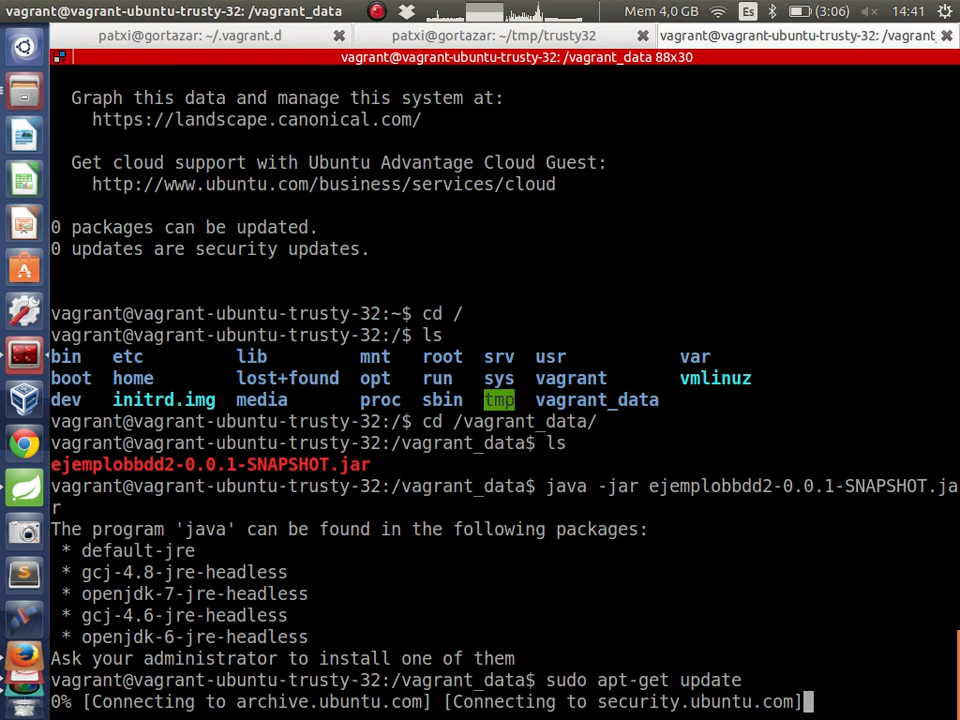 vagrant@vagrant-ubuntu-trusty-32: /vagrant_data
Mem 4,0 GB
Es
(3:06)
14:41
patxi@gortazar: ~/.vagrant.d
patxi@gortazar: ~/tmp/trusty32
vagrant@vagrant-ubuntu-trusty-32: /vagrant_
vagrant@vagrant-ubuntu-trusty-32: /vagrant_data 88x30
Graph this data and manage this system at:
https://landscape.canonical.com/
Get cloud support with Ubuntu Advantage Cloud Guest:
http://www.ubuntu.com/business/services/cloud
0 packages can be updated.
0 updates are security updates.
vagrant@vagrant-ubuntu-trusty-32:~$ cd /
vagrant@vagrant-ubuntu-trusty-32:/$ ls
bin etc lib mnt root srv usr var
boot home lost+found opt run sys vagrant vmlinuz
dev initrd.img media proc sbin tmp vagrant_data
vagrant@vagrant-ubuntu-trusty-32:/$ cd /vagrant_data/
vagrant@vagrant-ubuntu-trusty-32:/vagrant_data$ ls
ejemplobbdd2-0.0.1-SNAPSHOT.jar
vagrant@vagrant-ubuntu-trusty-32:/vagrant_data$ java -jar ejemplobbdd2-0.0.1-SNAPSHOT.ja
r
The program 'java' can be found in the following packages:
* default-jre
* gcj-4.8-jre-headless
* openjdk-7-jre-headless
* gcj-4.6-jre-headless
* openjdk-6-jre-headless
Ask your administrator to install one of them
vagrant@vagrant-ubuntu-trusty-32:/vagrant_data$ sudo apt-get update
0% [Connecting to archive.ubuntu.com] [Connecting to security.ubuntu.com]